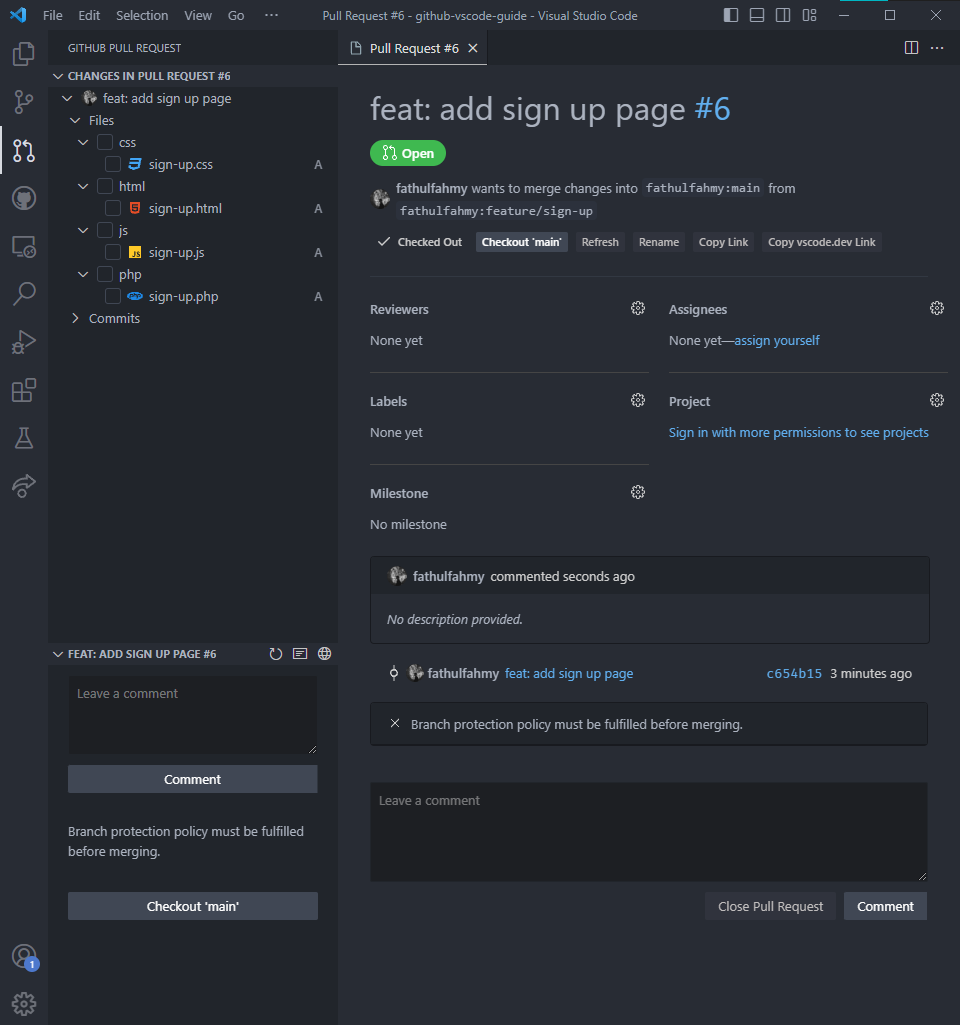 File Edit Selection View Go ··· Pull Request #6 - github-vscode-guide - Visual Studio Code
GITHUB PULL REQUEST
CHANGES IN PULL REQUEST #6
feat: add sign up page
Files
css
sign-up.css A
html
sign-up.html A
js
JS sign-up.js A
php
php sign-up.php A
Commits
FEAT: ADD SIGN UP PAGE #6
Leave a comment
Comment
Branch protection policy must be fulfilled
before merging.
Checkout 'main'
1
Pull Request #6
feat: add sign up page #6
Open
fathulfahmy wants to merge changes into fathulfahmy:main from
fathulfahmy:feature/sign-up
Checked Out Checkout 'main' Refresh Rename Copy Link Copy vscode.dev Link
Reviewers
None yet
Assignees
None yet—assign yourself
Labels
None yet
Project
Sign in with more permissions to see projects
Milestone
No milestone
fathulfahmy commented seconds ago
No description provided.
fathulfahmy feat: add sign up page c654b15 3 minutes ago
Branch protection policy must be fulfilled before merging.
Leave a comment
Close Pull Request Comment